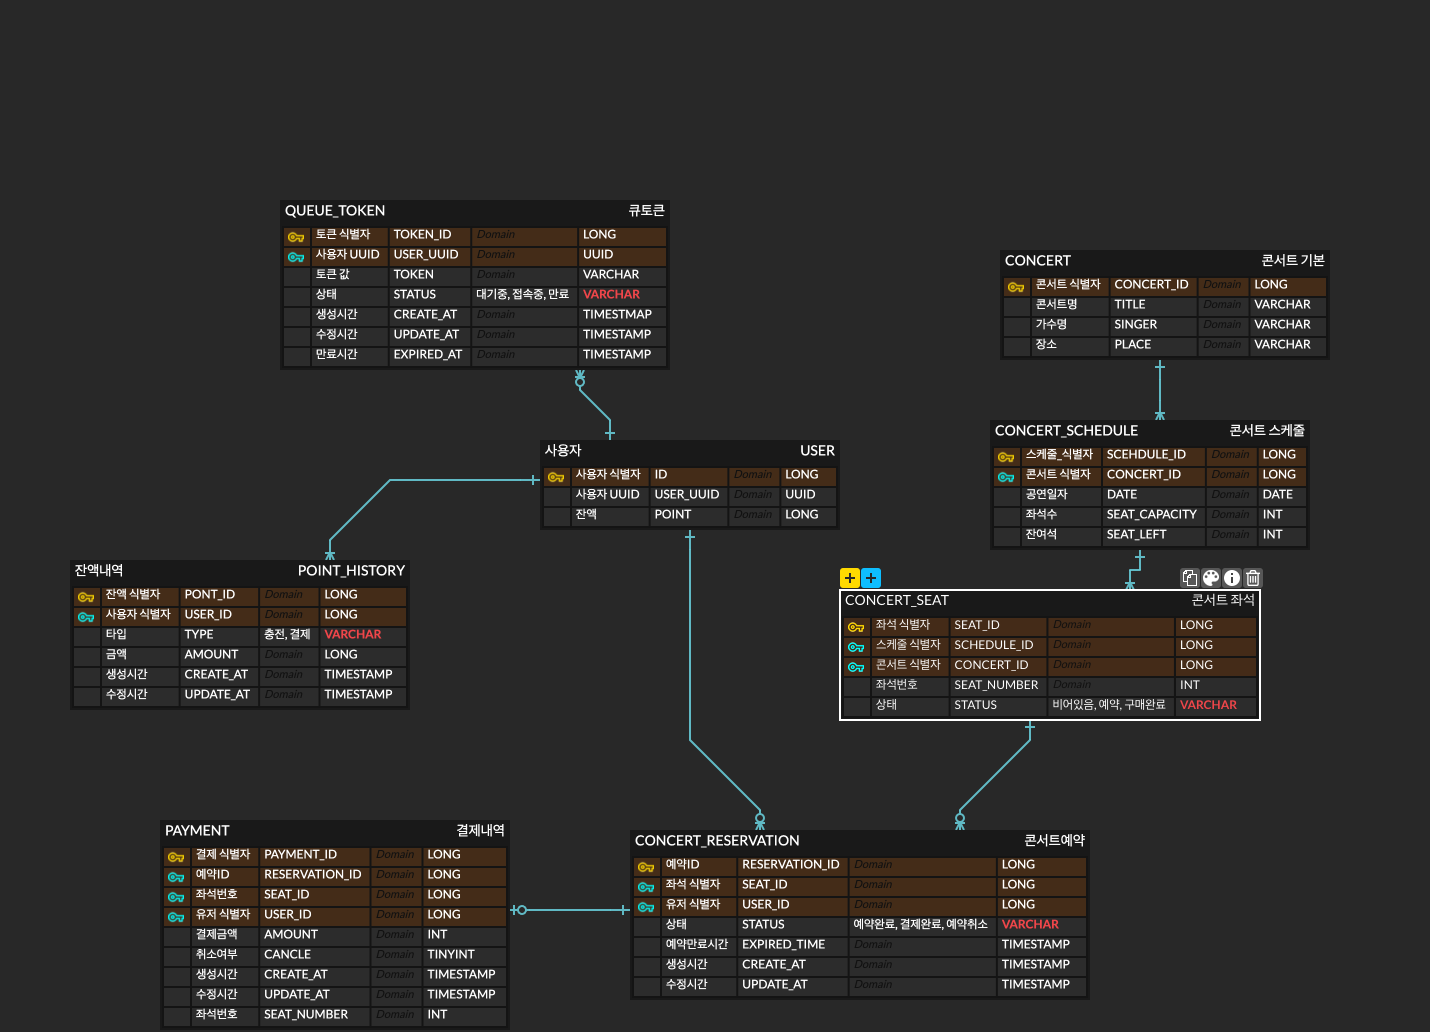 QUEUE_TOKEN 큐토큰
토큰 식별자 TOKEN_ID Domain LONG
사용자 UUID USER_UUID Domain UUID
토큰 값 TOKEN Domain VARCHAR
상태 STATUS 대기중, 접속중, 만료 VARCHAR
생성시간 CREATE_AT Domain TIMESTMAP
수정시간 UPDATE_AT Domain TIMESTAMP
만료시간 EXPIRED_AT Domain TIMESTAMP
CONCERT 콘서트 기본
콘서트 식별자 CONCERT_ID Domain LONG
콘서트명 TITLE Domain VARCHAR
가수명 SINGER Domain VARCHAR
장소 PLACE Domain VARCHAR
사용자 USER
사용자 식별자 ID Domain LONG
사용자 UUID USER_UUID Domain UUID
잔액 POINT Domain LONG
CONCERT_SCHEDULE 콘서트 스케줄
스케줄_식별자 SCEHDULE_ID Domain LONG
콘서트 식별자 CONCERT_ID Domain LONG
공연일자 DATE Domain DATE
좌석수 SEAT_CAPACITY Domain INT
잔여석 SEAT_LEFT Domain INT
잔액내역 POINT_HISTORY
잔액 식별자 PONT_ID Domain LONG
사용자 식별자 USER_ID Domain LONG
타입 TYPE 충전, 결제 VARCHAR
금액 AMOUNT Domain LONG
생성시간 CREATE_AT Domain TIMESTAMP
수정시간 UPDATE_AT Domain TIMESTAMP
CONCERT_SEAT 콘서트 좌석
좌석 식별자 SEAT_ID Domain LONG
스케줄 식별자 SCHEDULE_ID Domain LONG
콘서트 식별자 CONCERT_ID Domain LONG
좌석번호 SEAT_NUMBER Domain INT
상태 STATUS 비어있음, 예약, 구매완료 VARCHAR
PAYMENT 결제내역
결제 식별자 PAYMENT_ID Domain LONG
예약ID RESERVATION_ID Domain LONG
좌석번호 SEAT_ID Domain LONG
유저 식별자 USER_ID Domain LONG
결제금액 AMOUNT Domain INT
취소여부 CANCLE Domain TINYINT
생성시간 CREATE_AT Domain TIMESTAMP
수정시간 UPDATE_AT Domain TIMESTAMP
좌석번호 SEAT_NUMBER Domain INT
CONCERT_RESERVATION 콘서트예약
예약ID RESERVATION_ID Domain LONG
좌석 식별자 SEAT_ID Domain LONG
유저 식별자 USER_ID Domain LONG
상태 STATUS 예약완료, 결제완료, 예약취소 VARCHAR
예약만료시간 EXPIRED_TIME Domain TIMESTAMP
생성시간 CREATE_AT Domain TIMESTAMP
수정시간 UPDATE_AT Domain TIMESTAMP